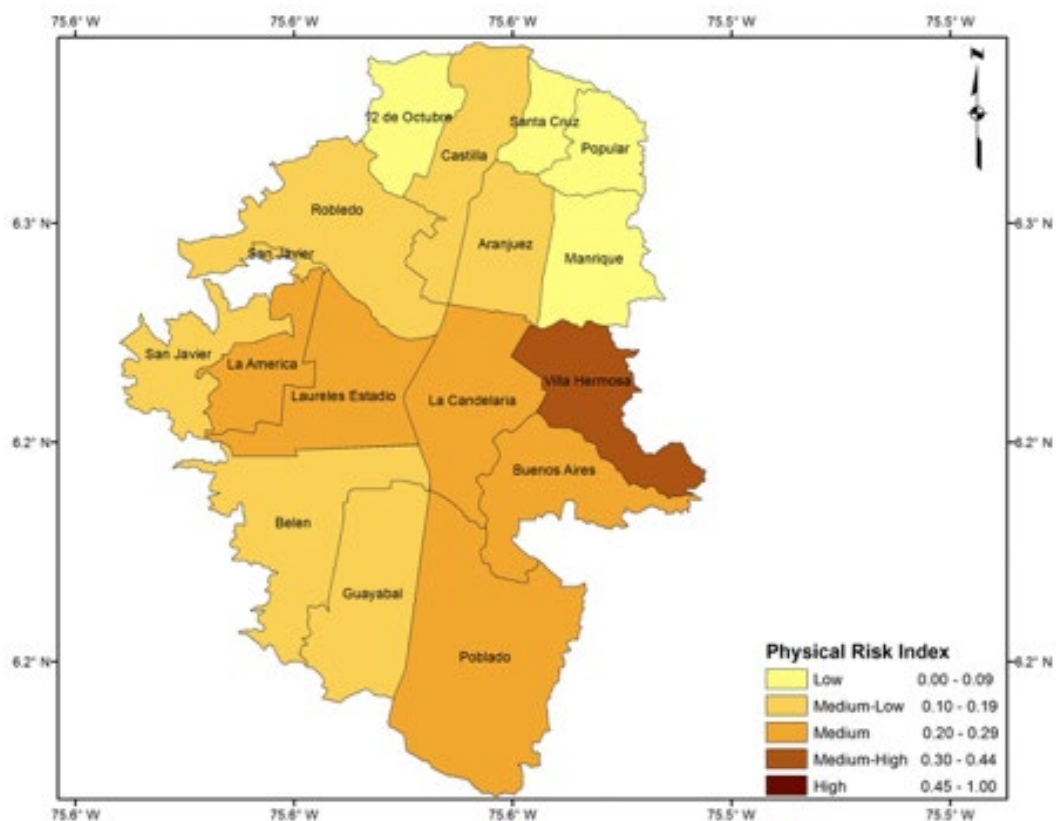 75.6° W 75.6° W 75.6° W 75.5° W 75.5° W
N
12 de Octubre
Santa Cruz
Popular
Castilla
Robledo
6.3° N 6.3° N
Aranjuez
San Javier
Manrique
San Javier
La America
Villa Hermosa
Laureles Estadio
La Candelaria
6.2° N 6.2° N
Buenos Aires
Belen
Guayabal
Poblado
6.2° N 6.2° N
Physical Risk Index
Low 0.00 - 0.09
Medium-Low 0.10 - 0.19
Medium 0.20 - 0.29
Medium-High 0.30 - 0.44
High 0.45 - 1.00
75.6° W 75.6° W 75.6° W 75.5° W 75.5° W